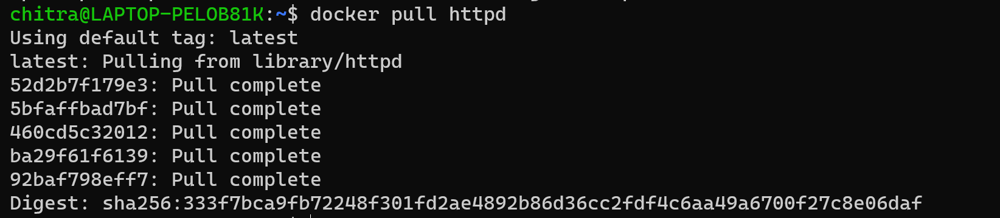 chitra@LAPTOP-PELOB81K:~$ docker pull httpd
Using default tag: latest
latest: Pulling from library/httpd
52d2b7f179e3: Pull complete
5bfaffbad7bf: Pull complete
460cd5c32012: Pull complete
ba29f61f6139: Pull complete
92baf798eff7: Pull complete
Digest: sha256:333f7bca9fb72248f301fd2ae4892b86d36cc2fdf4c6aa49a6700f27c8e06daf